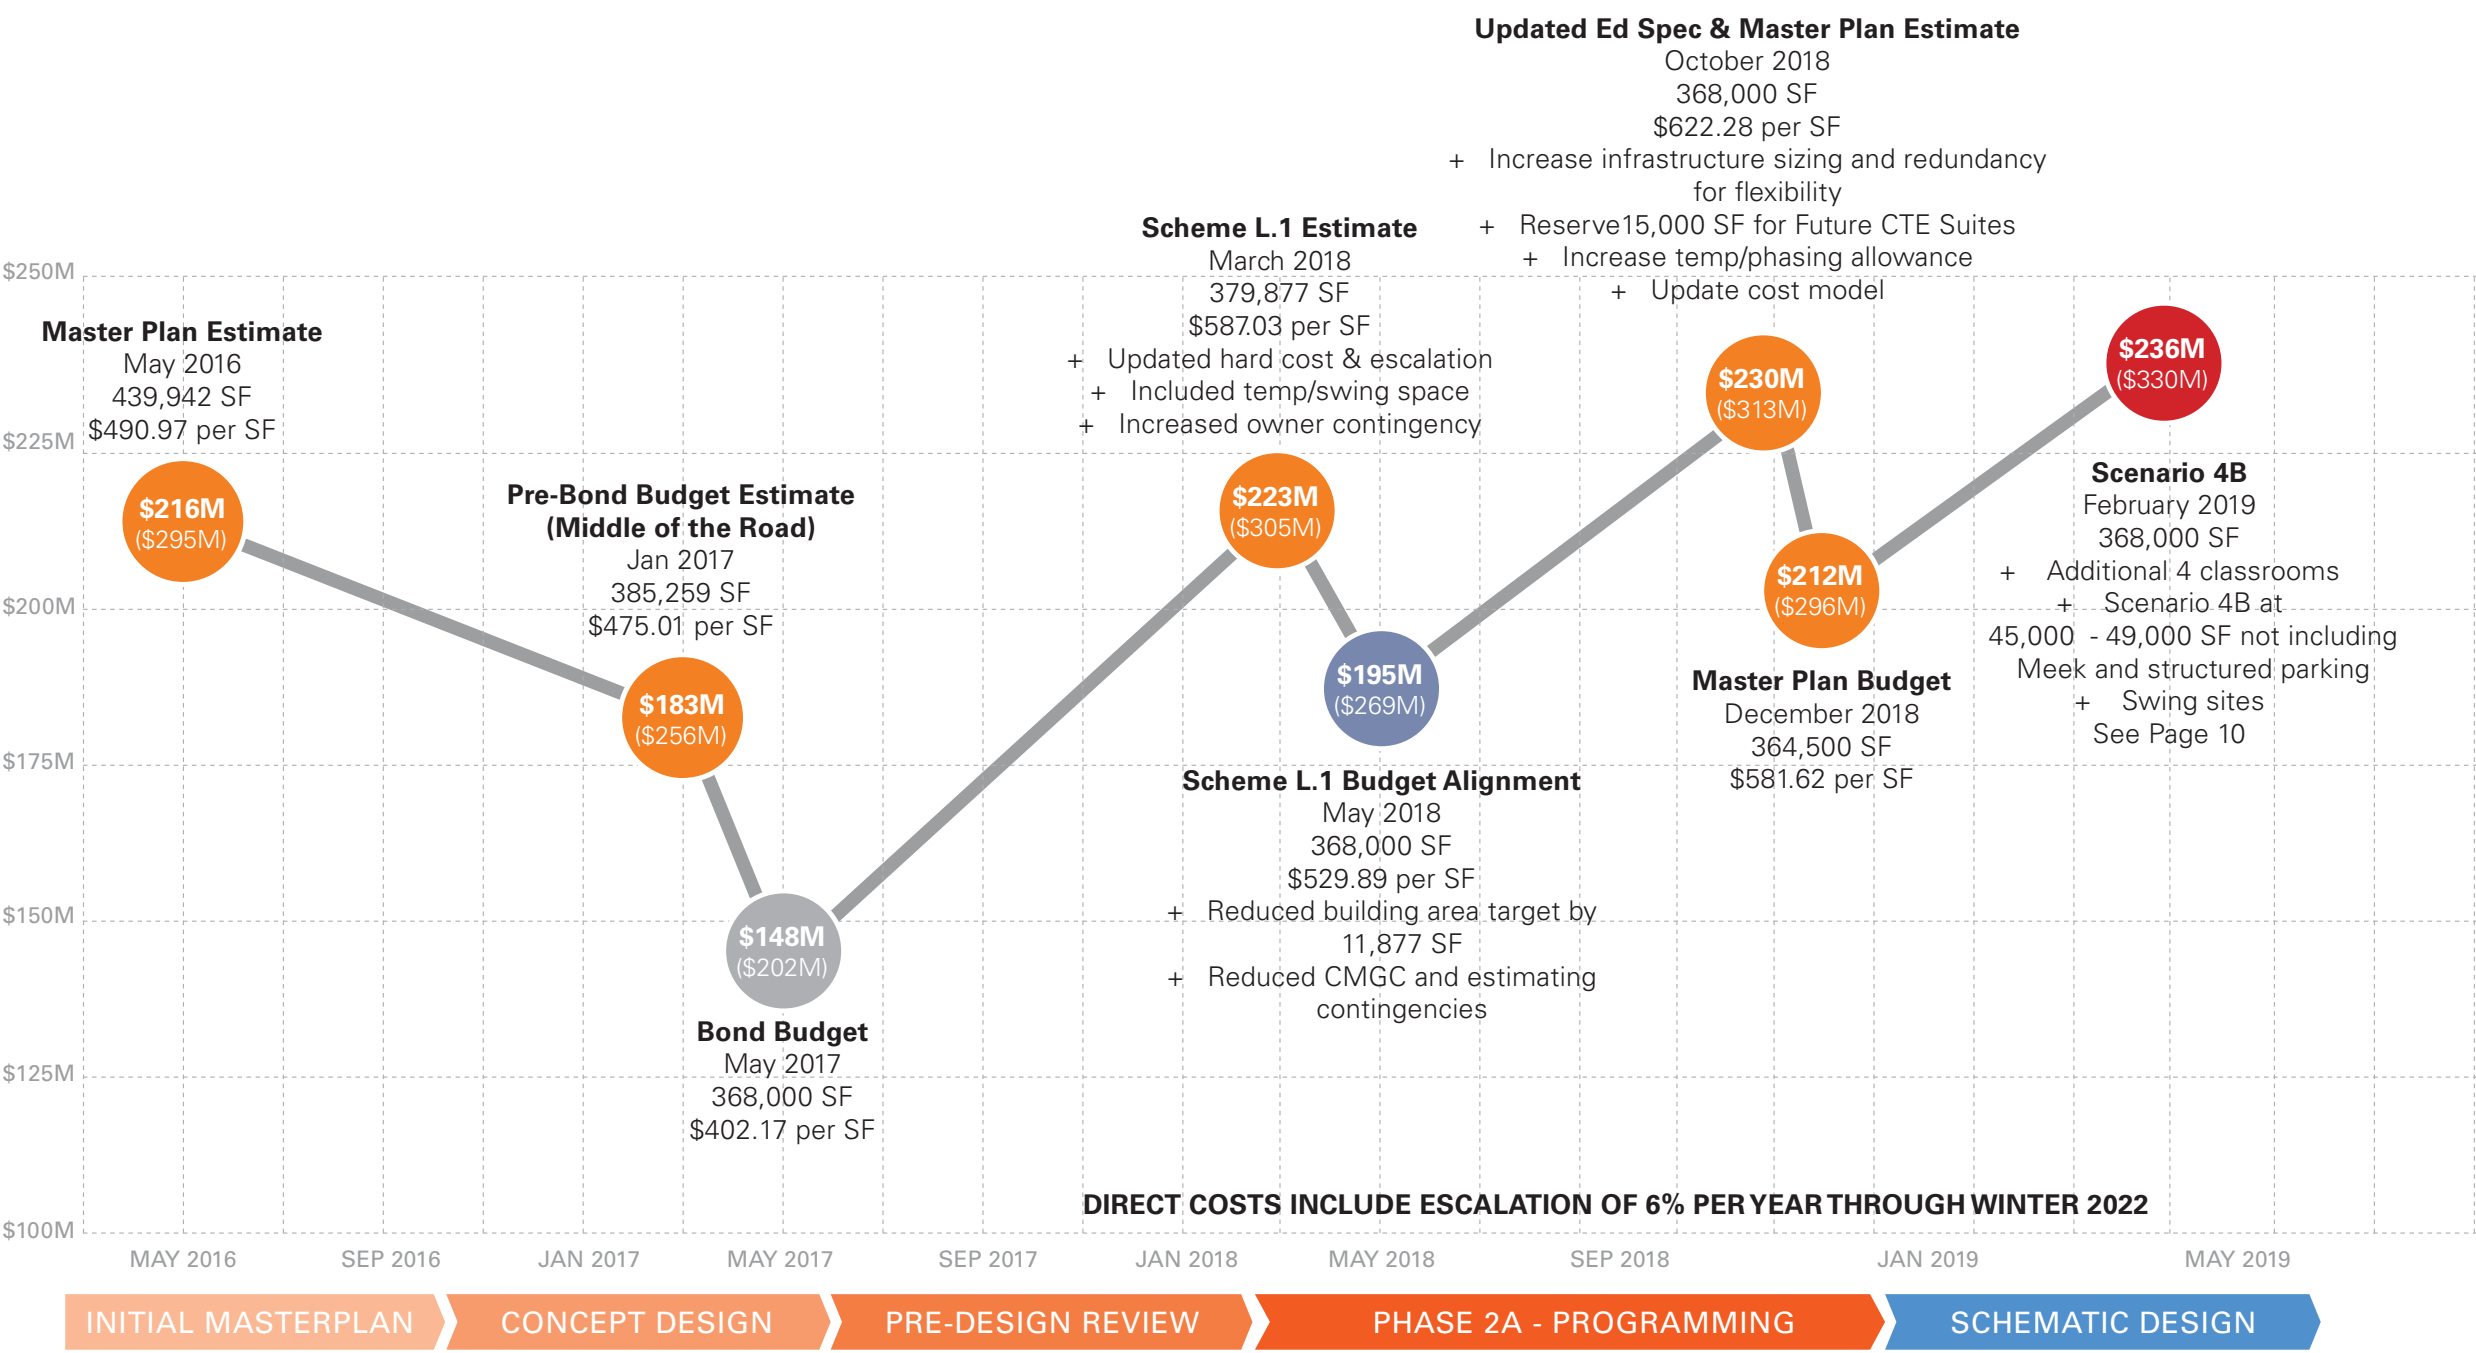 Updated Ed Spec & Master Plan Estimate
October 2018
368,000 SF
$622.28 per SF
+ Increase infrastructure sizing and redundancy
for flexibility
+ Reserve15,000 SF for Future CTE Suites
+ Increase temp/phasing allowance
+ Update cost model
Scheme L.1 Estimate
March 2018
379,877 SF
$587.03 per SF
+ Updated hard cost & escalation
+ Included temp/swing space
+ Increased owner contingency
Master Plan Estimate
May 2016
439,942 SF
$490.97 per SF
Pre-Bond Budget Estimate
(Middle of the Road)
Jan 2017
385,259 SF
$475.01 per SF
$250M
$225M
$200M
$175M
$150M
$125M
$100M
$216M
($295M)
$183M
($256M)
$148M
($202M)
$223M
($305M)
$195M
($269M)
$230M
($313M)
$212M
($296M)
$236M
($330M)
Bond Budget
May 2017
368,000 SF
$402.17 per SF
Scheme L.1 Budget Alignment
May 2018
368,000 SF
$529.89 per SF
+ Reduced building area target by
11,877 SF
+ Reduced CMGC and estimating
contingencies
Master Plan Budget
December 2018
364,500 SF
$581.62 per SF
Scenario 4B
February 2019
368,000 SF
+ Additional 4 classrooms
+ Scenario 4B at
45,000 - 49,000 SF not including
Meek and structured parking
+ Swing sites
See Page 10
DIRECT COSTS INCLUDE ESCALATION OF 6% PER YEAR THROUGH WINTER 2022
MAY 2016
SEP 2016
JAN 2017
MAY 2017
SEP 2017
JAN 2018
MAY 2018
SEP 2018
JAN 2019
MAY 2019
INITIAL MASTERPLAN
CONCEPT DESIGN
PRE-DESIGN REVIEW
PHASE 2A - PROGRAMMING
SCHEMATIC DESIGN